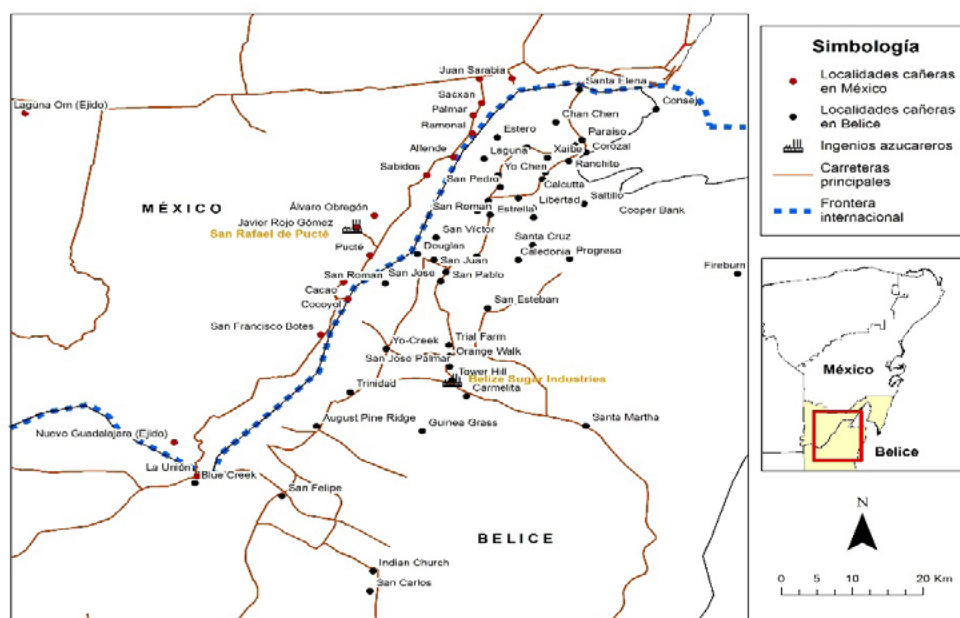 Juan Sarabia
Santa Elena
Laguna Om (Ejido)
Sacxan
Consejo
Palmar
Chan Chen
Ramonal
Estero
Paraiso
Allende
Laguna
Xaibe
Corozal
Sabidos
Yo Chen
Ranchito
San Pedro
Calcutta
MÉXICO
Álvaro Obregón
San Roman
Estrella
Libertad
Saltillo
Cooper Bank
Javier Rojo Gómez
San Rafael de Pucté
San Víctor
Pucté
Douglas
Santa Cruz
San Juan
Caledonia
Progreso
San Roman
San Jose
San Pablo
Fireburn
Cacao
Cocoyol
San Esteban
San Francisco Botes
Yo-Creek
Trial Farm
San Jose Palmar
Orange Walk
Tower Hill
Belize Sugar Industries
Trinidad
Carmelita
August Pine Ridge
Guinea Grass
Santa Martha
Nuevo Guadalajara (Ejido)
La Unión
Blue Creek
San Felipe
BELICE
Indian Church
San Carlos
Simbología
Localidades cañeras
en México
Localidades cañeras
en Belice
Ingenios azucareros
Carreteras
principales
Frontera
internacional
México
Belice
N
0 5 10 20 Km